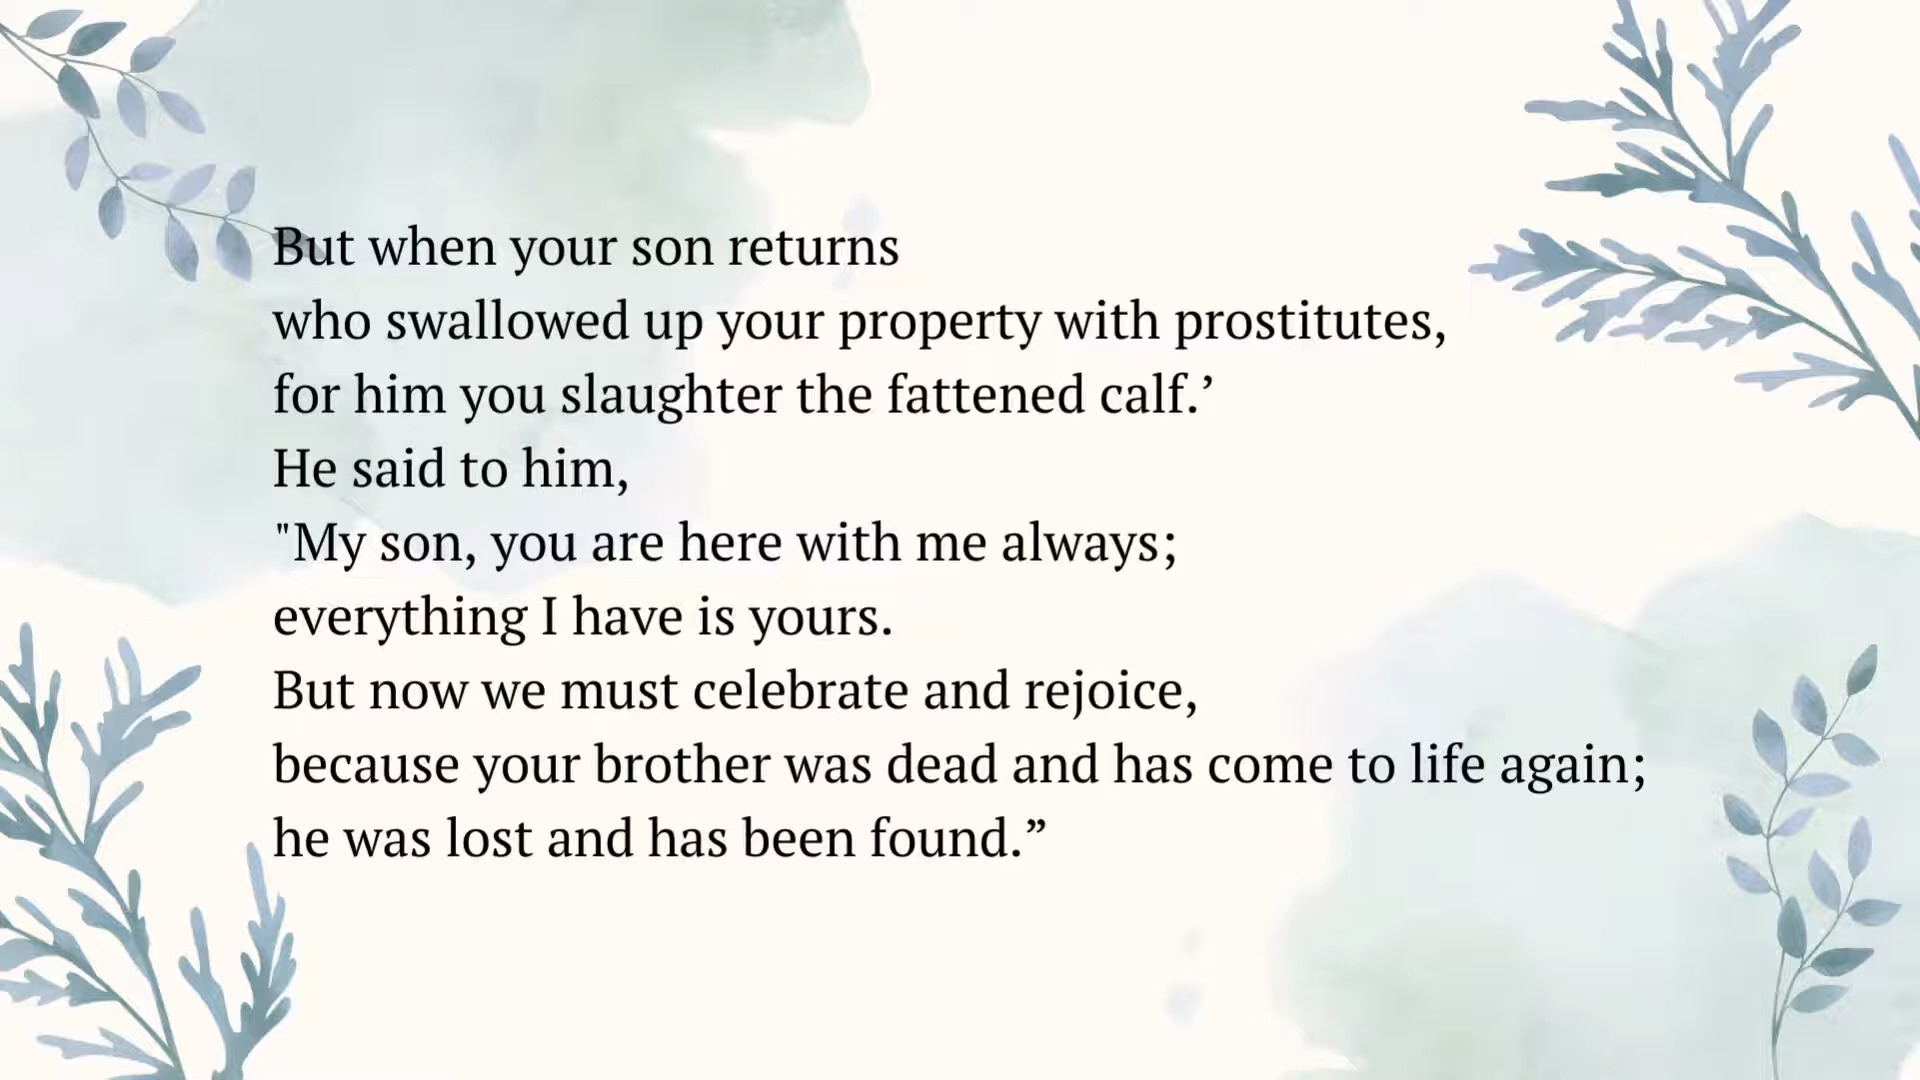 But when your son returns
who swallowed up your property with prostitutes,
for him you slaughter the fattened calf.’
He said to him,
"My son, you are here with me always;
everything I have is yours.
But now we must celebrate and rejoice,
because your brother was dead and has come to life again;
he was lost and has been found.”